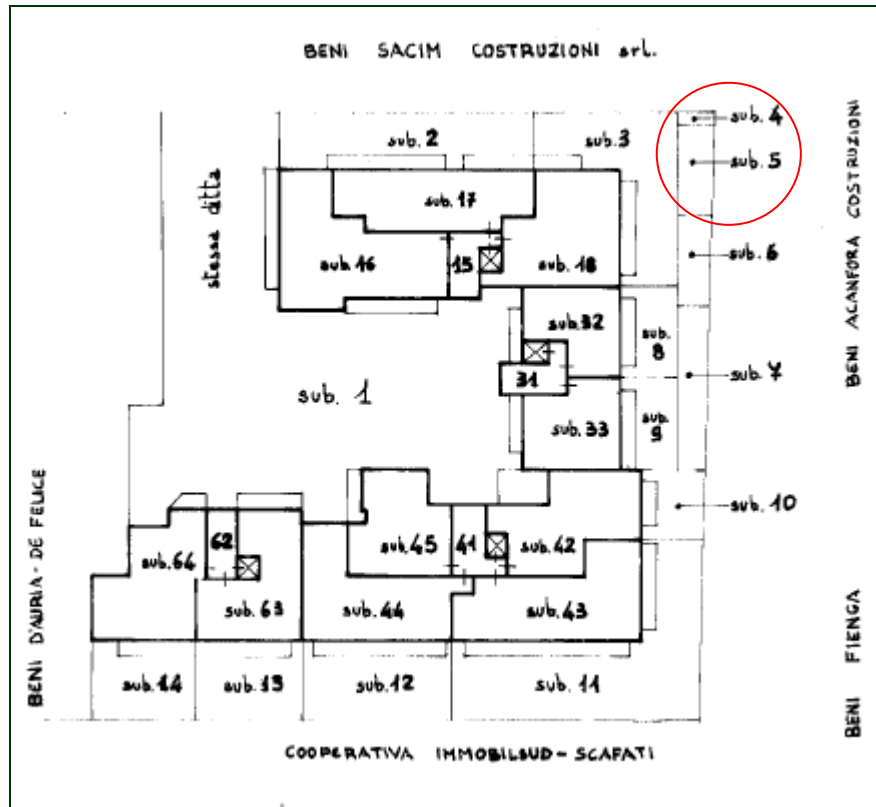 BENI SACIM COSTRUZIONI srl.
sub. 4
sub. 2
sub. 3
sub. 5
BENI ACANFORA COSTRUZIONI
stessa ditta
sub. 17
sub. 16
15
sub. 18
sub. 6
sub. 32
sub. 8
31
sub. 7
sub. 1
sub. 33
sub. 9
sub. 10
BENI D'AURIA - DE FELICE
62
sub. 45
41
sub. 42
sub. 64
sub. 63
sub. 44
sub. 43
BENI FIENGA
sub. 14
sub. 13
sub. 12
sub. 11
COOPERATIVA IMMOBILSUD - SCAFATI